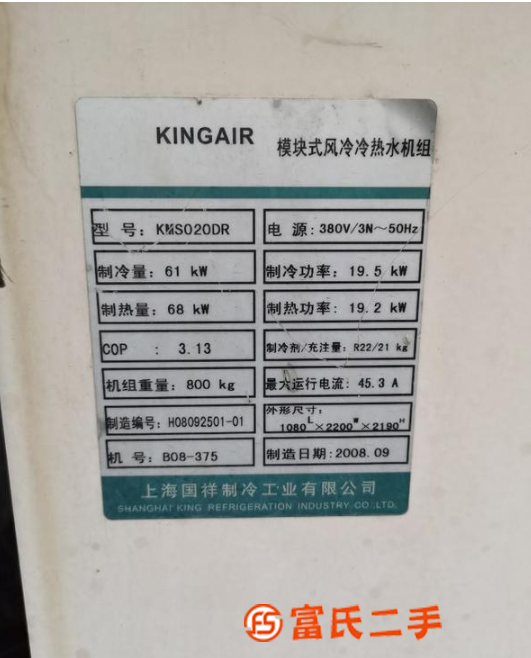 KINGAIR 模块式风冷冷热水机组
型 号: KMS020DR
电 源: 380V/3N～50Hz
制冷量: 61 kW
制冷功率: 19.5 kW
制热量: 68 kW
制热功率: 19.2 kW
COP : 3.13
制冷剂/充注量: R22/21 kg
机组重量: 800 kg
最大运行电流: 45.3 A
制造编号: H08092501-01
外形尺寸:
1080L×2200W×2190H
机 号: B08-375
制造日期: 2008.09
上海国祥制冷工业有限公司
SHANGHAI KING REFRIGERATION INDUSTRY CO.,LTD.
FS 富氏二手